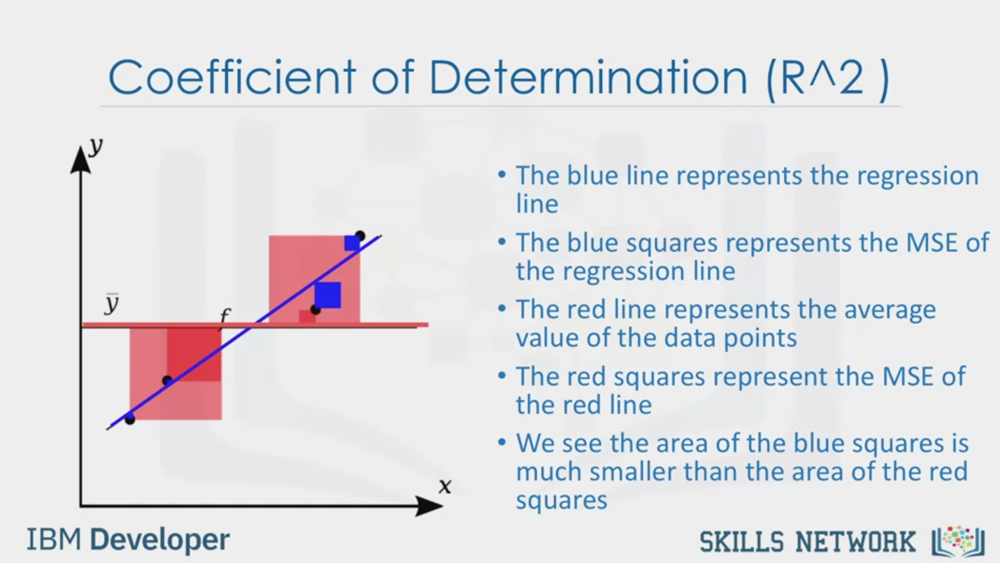 Coefficient of Determination (R^2 )
y
ȳ
f
x
• The blue line represents the regression
line
• The blue squares represents the MSE of
the regression line
• The red line represents the average
value of the data points
• The red squares represent the MSE of
the red line
• We see the area of the blue squares is
much smaller than the area of the red
squares
IBM Developer
SKILLS NETWORK